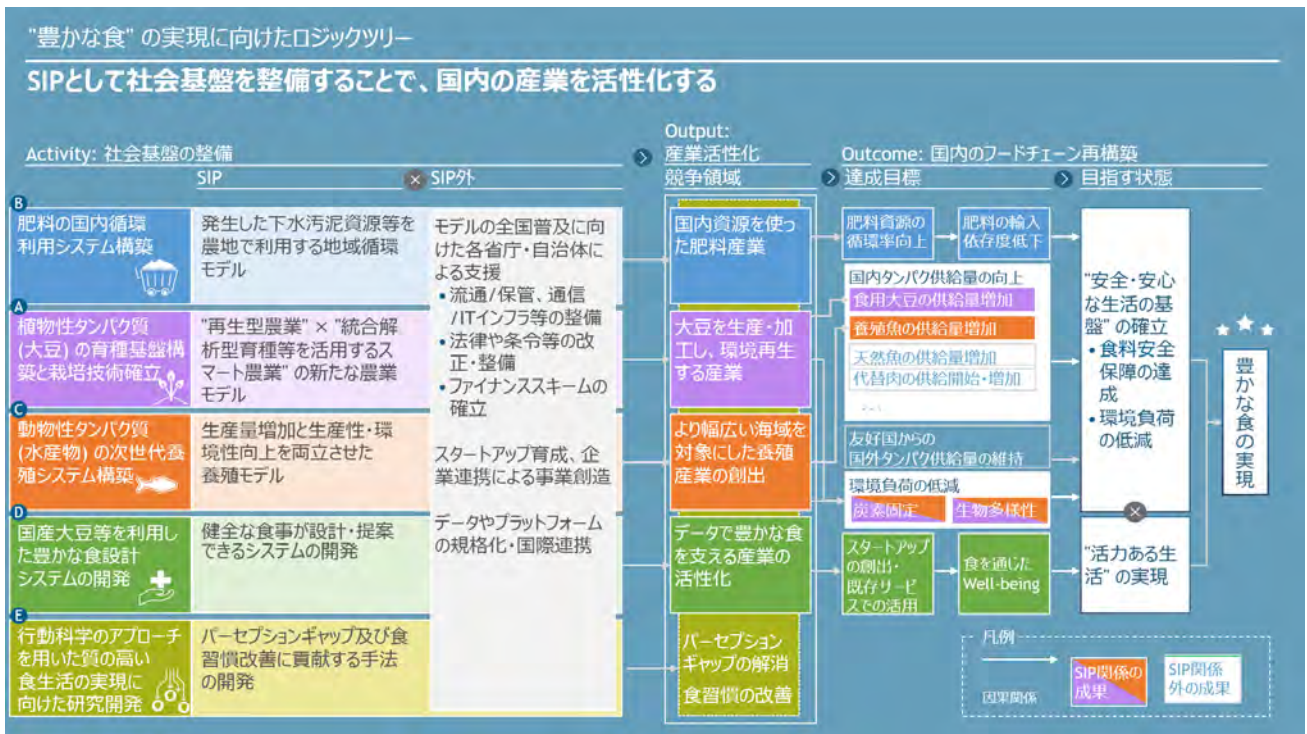 "豊かな食" の実現に向けたロジックツリー
SIPとして社会基盤を整備することで、国内の産業を活性化する
Activity: 社会基盤の整備
SIP
×
SIP外
Output:
産業活性化
競争領域
Outcome: 国内のフードチェーン再構築
達成目標
目指す状態
B
肥料の国内循環
利用システム構築
発生した下水汚泥資源等を
農地で利用する地域循環
モデル
A
植物性タンパク質
(大豆) の育種基盤構
築と栽培技術確立
"再生型農業" × "統合解
析型育種等を活用するス
マート農業" の新たな農業
モデル
C
動物性タンパク質
(水産物) の次世代養
殖システム構築
生産量増加と生産性・環
境性向上を両立させた
養殖モデル
D
国産大豆等を利用し
た豊かな食設計
システムの開発
健全な食事が設計・提案
できるシステムの開発
E
行動科学のアプローチ
を用いた質の高い
食生活の実現に
向けた研究開発
パーセプションギャップ及び食
習慣改善に貢献する手法
の開発
モデルの全国普及に向
けた各省庁・自治体に
よる支援
•流通/保管、通信
/ITインフラ等の整備
•法律や条令等の改
正・整備
•ファイナンススキームの
確立
スタートアップ育成、企
業連携による事業創造
データやプラットフォーム
の規格化・国際連携
国内資源を使っ
た肥料産業
大豆を生産・加
工し、環境再生
する産業
より幅広い海域を
対象にした養殖
産業の創出
データで豊かな食
を支える産業の
活性化
パーセプション
ギャップの解消
食習慣の改善
肥料資源の
循環率向上
肥料の輸入
依存度低下
国内タンパク供給量の向上
食用大豆の供給量増加
養殖魚の供給量増加
天然魚の供給量増加
代替肉の供給開始・増加
友好国からの
国外タンパク供給量の維持
環境負荷の低減
炭素固定
生物多様性
スタートアップ
の創出・
既存サービ
スでの活用
食を通じた
Well-being
"安全・安心
な生活の基
盤" の確立
•食料安全
保障の達
成
•環境負荷
の低減
×
"活力ある生
活" の実現
豊かな食の実現
凡例
因果関係
SIP関係の
成果
SIP関係
外の成果